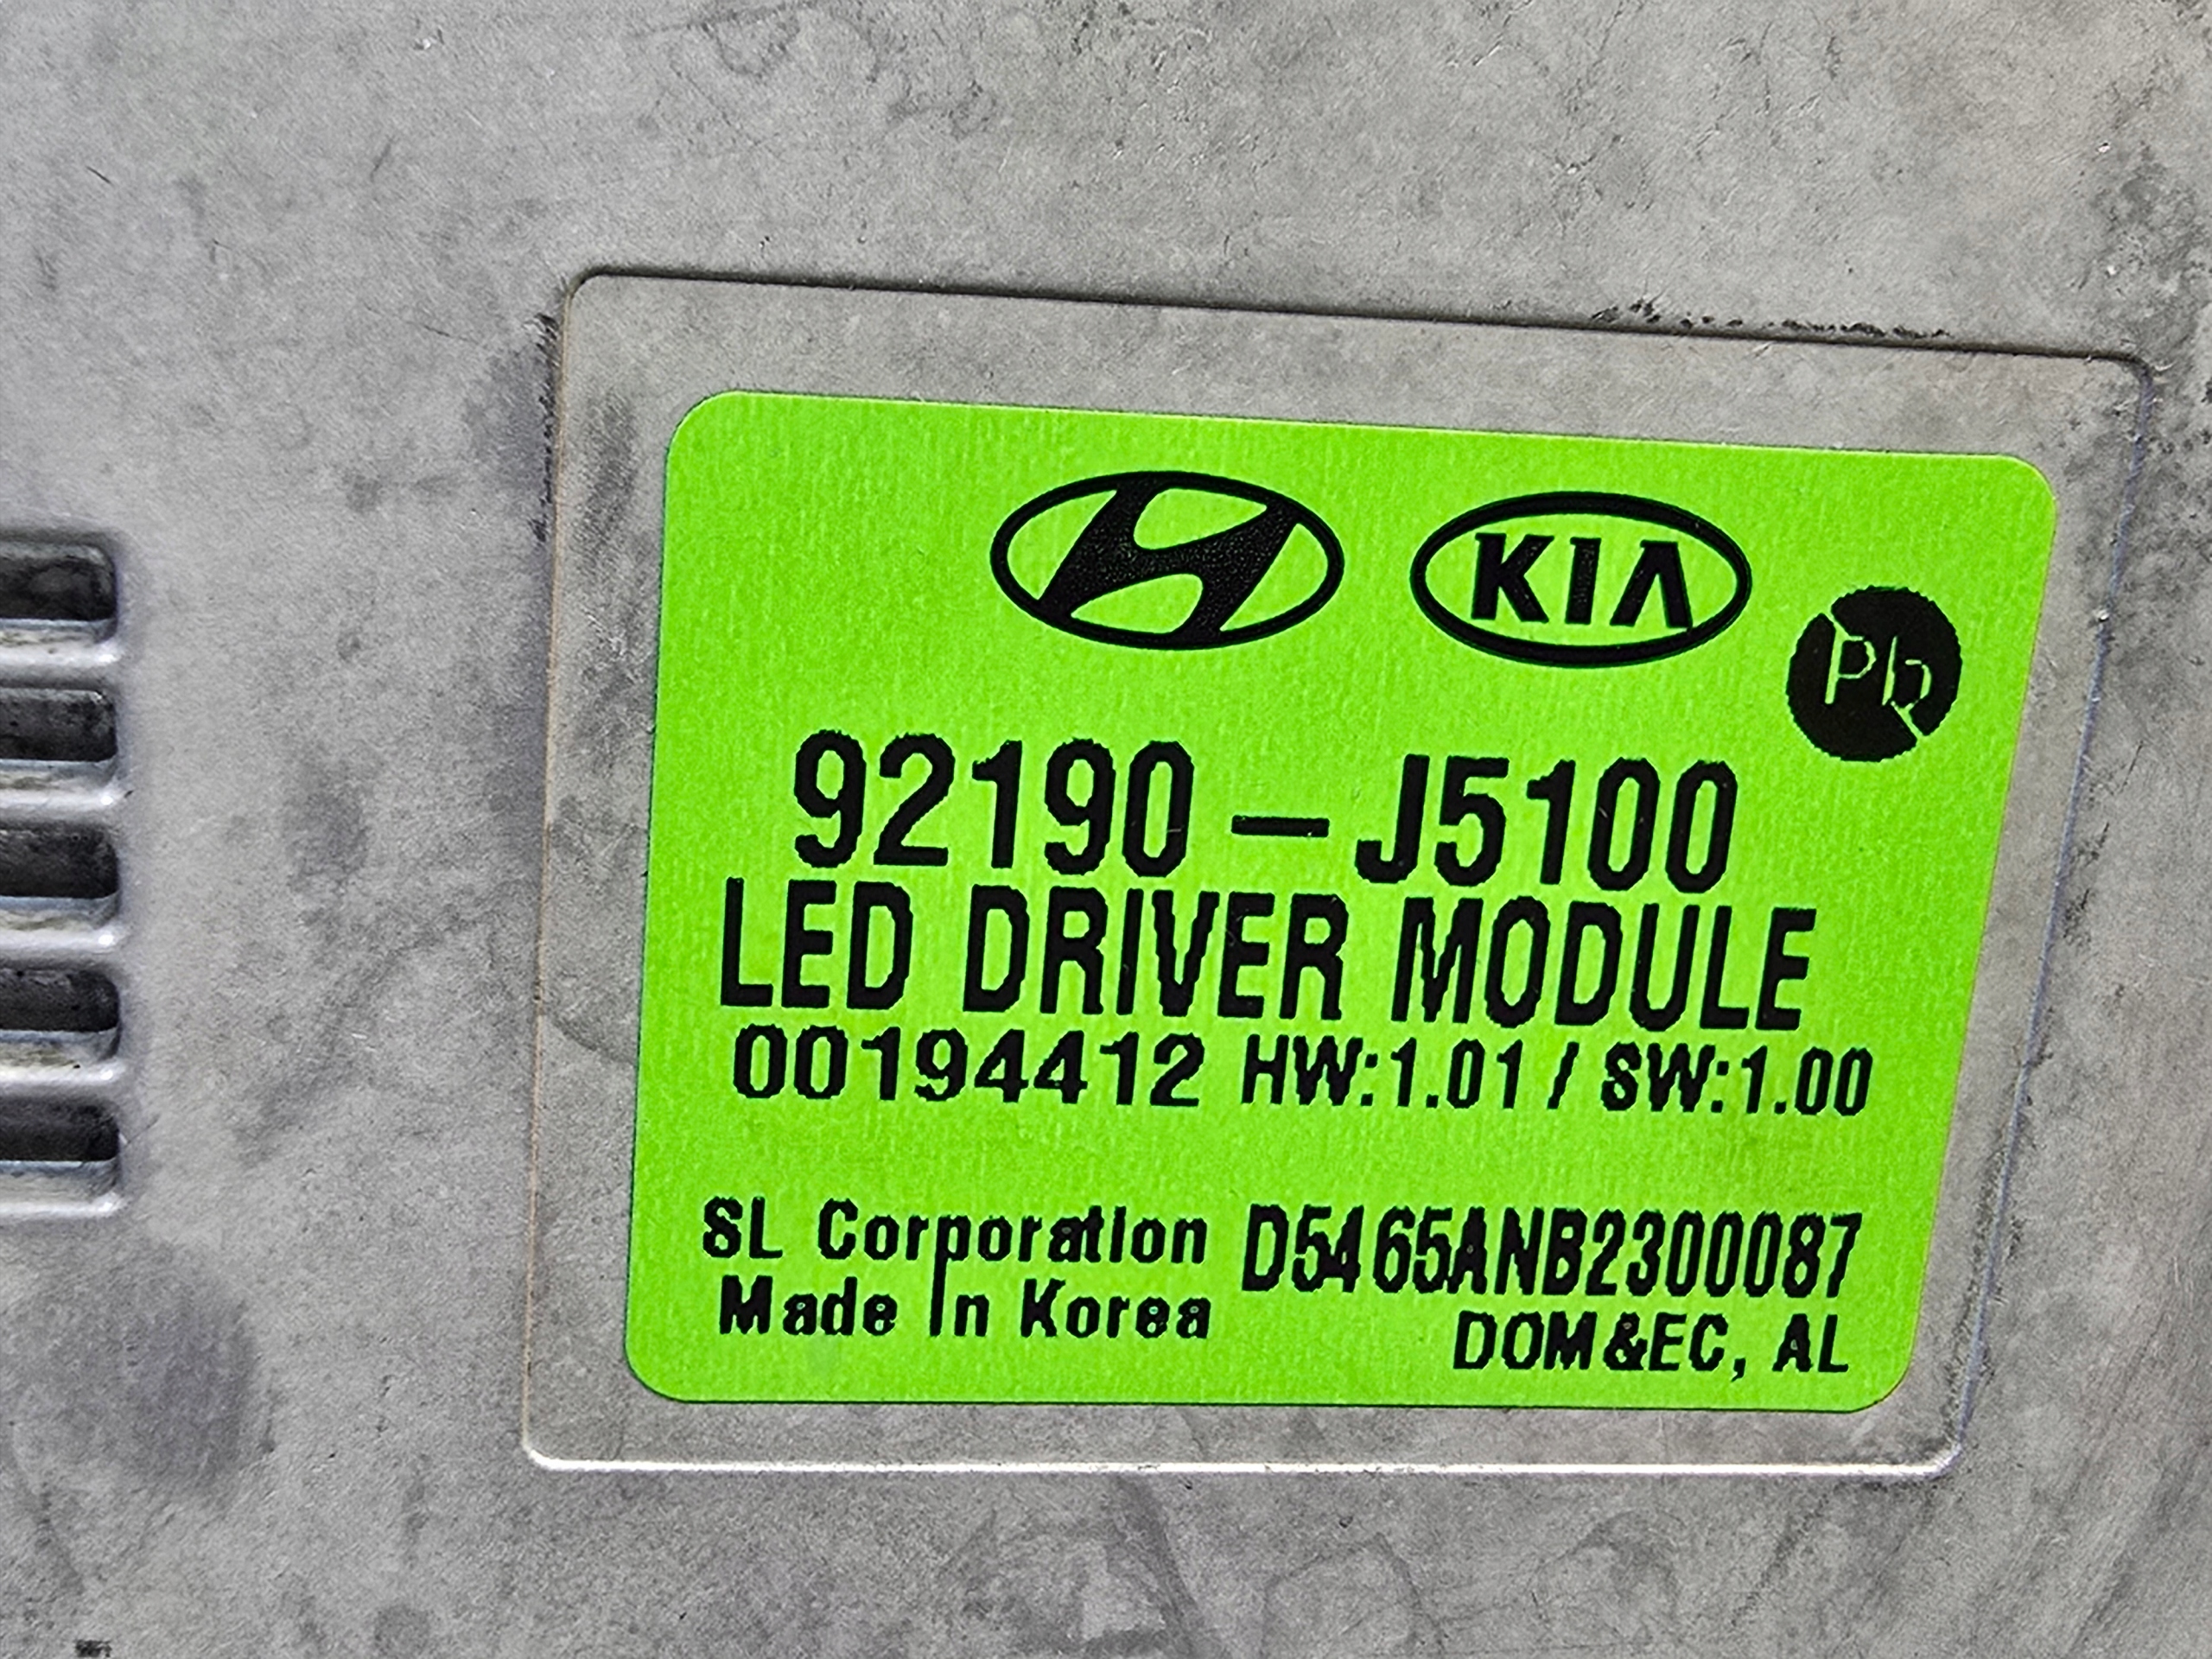 KIA
Pb
92190-J5100
LED DRIVER MODULE
00194412 HW:1.01 / SW:1.00
SL Corporation D5465ANB2300087
Made In Korea DOM&EC, AL